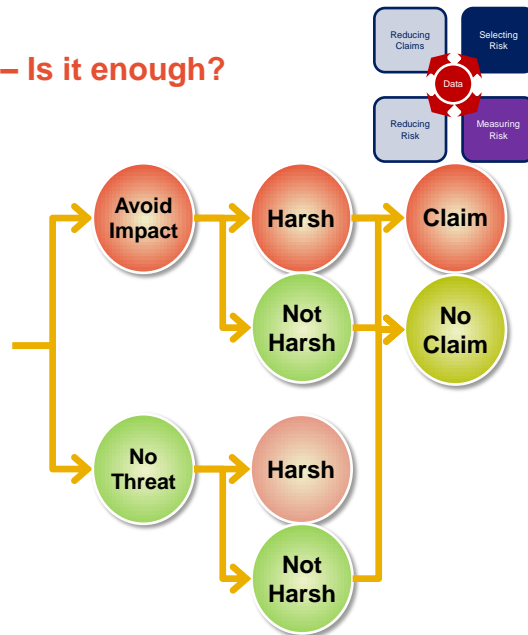 – Is it enough?
Reducing
Claims
Selecting
Risk
Data
Reducing
Risk
Measuring
Risk
Avoid
Impact
Harsh
Claim
Not
Harsh
No
Claim
No
Threat
Harsh
Not
Harsh